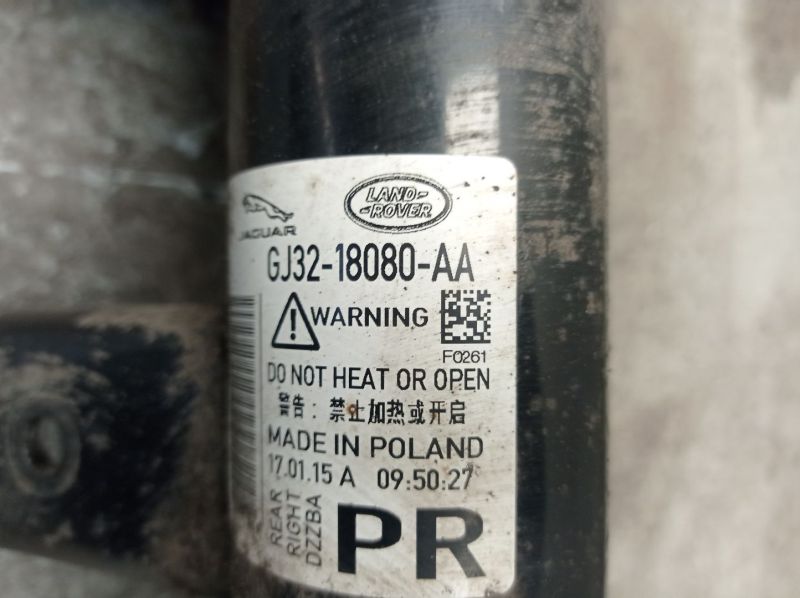 JAGUAR
LAND-
-ROVER
GJ32-18080-AA
WARNING
F0261
DO NOT HEAT OR OPEN
警告：禁止加热或开启
MADE IN POLAND
17.01.15 A 09:50:27
REAR
RIGHT
DZZBA
PR